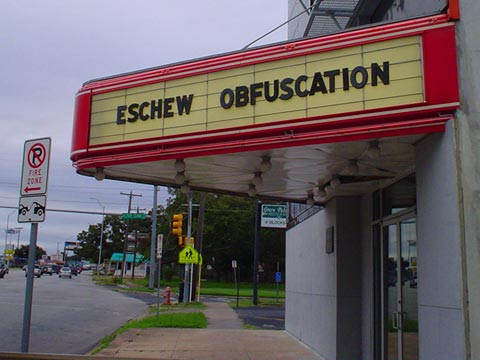 ESCHEW OBFUSCATION
P
FIRE
ZONE